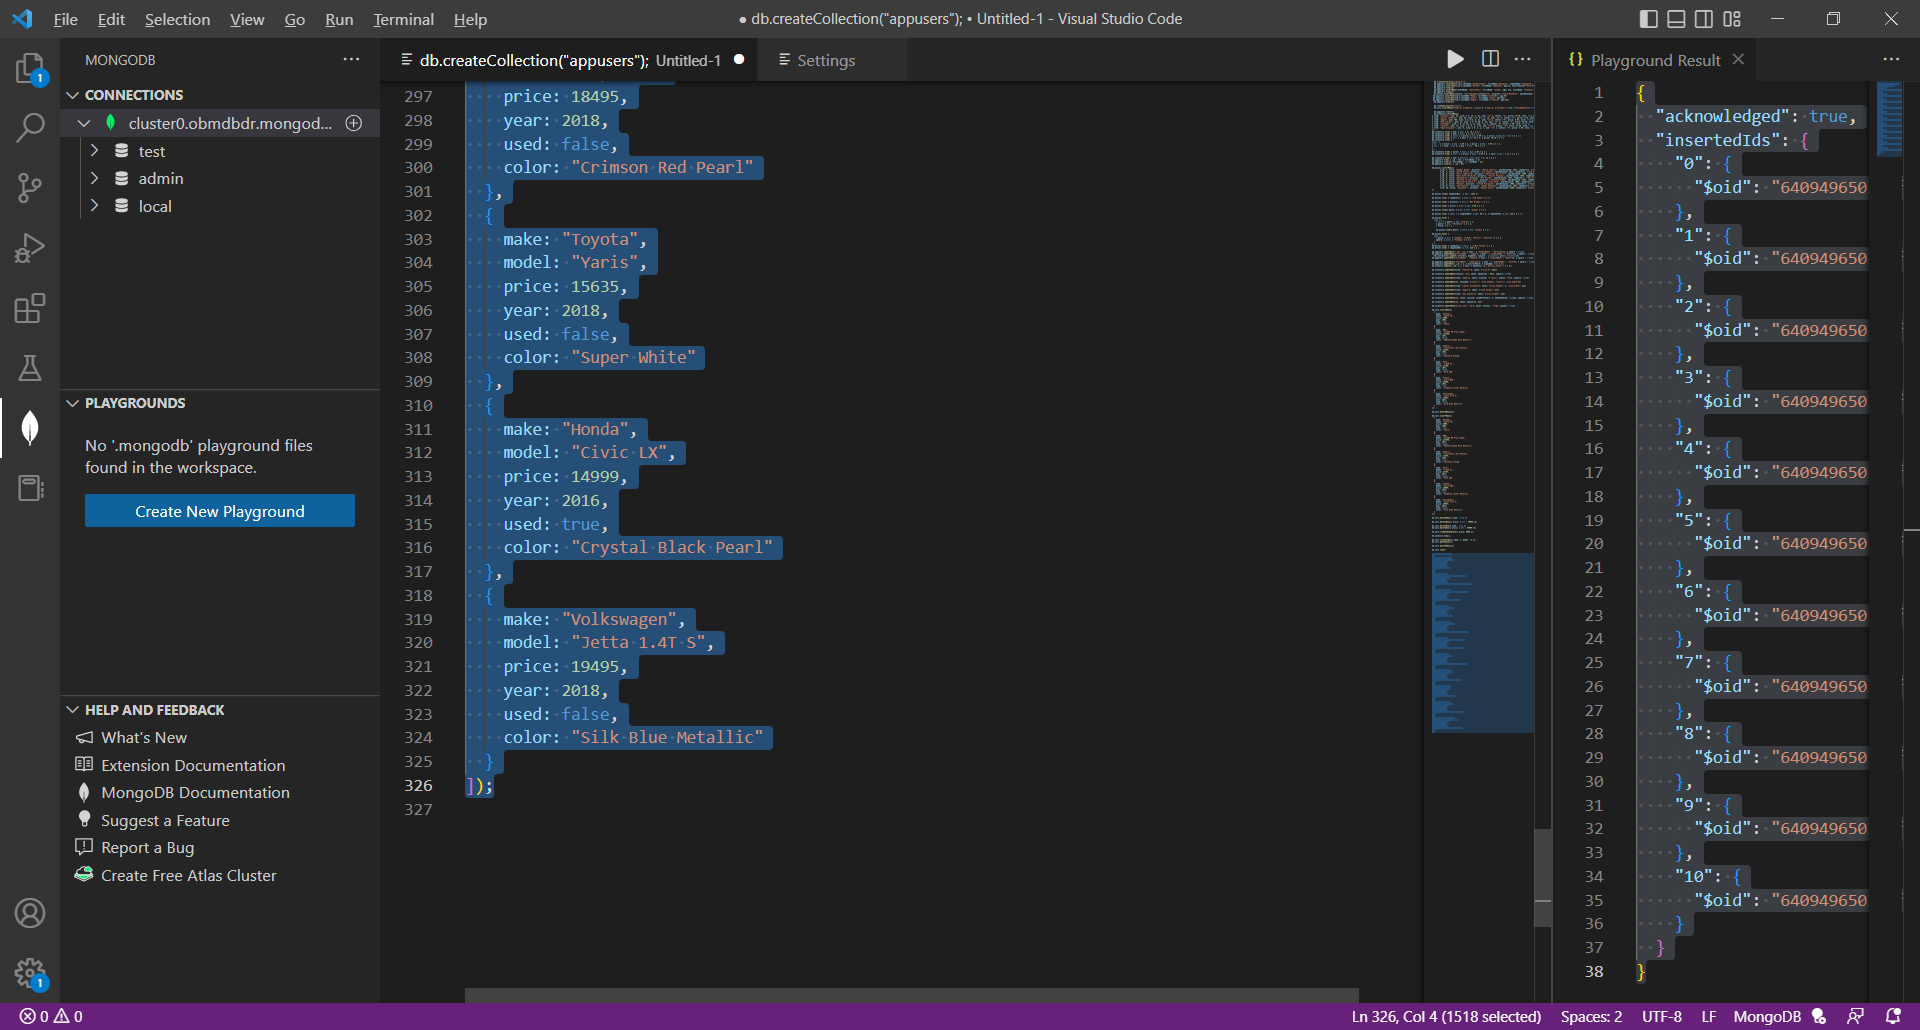 File Edit Selection View Go Run Terminal Help
● db.createCollection("appusers"); • Untitled-1 - Visual Studio Code
MONGODB
CONNECTIONS
cluster0.obmdbdr.mongod...
test
admin
local
PLAYGROUNDS
No '.mongodb' playground files
found in the workspace.
Create New Playground
HELP AND FEEDBACK
What's New
Extension Documentation
MongoDB Documentation
Suggest a Feature
Report a Bug
Create Free Atlas Cluster
1
1
db.createCollection("appusers"); Untitled-1 ●
Settings
297 price: 18495,
298 year: 2018,
299 used: false,
300 color: "Crimson Red Pearl"
301 },
302 {
303 make: "Toyota",
304 model: "Yaris",
305 price: 15635,
306 year: 2018,
307 used: false,
308 color: "Super White"
309 },
310 {
311 make: "Honda",
312 model: "Civic LX",
313 price: 14999,
314 year: 2016,
315 used: true,
316 color: "Crystal Black Pearl"
317 },
318 {
319 make: "Volkswagen",
320 model: "Jetta 1.4T S",
321 price: 19495,
322 year: 2018,
323 used: false,
324 color: "Silk Blue Metallic"
325 }
326 ]);
327
{} Playground Result
1 {
2 "acknowledged": true,
3 "insertedIds": {
4 "0": {
5 "$oid": "640949650
6 },
7 "1": {
8 "$oid": "640949650
9 },
10 "2": {
11 "$oid": "640949650
12 },
13 "3": {
14 "$oid": "640949650
15 },
16 "4": {
17 "$oid": "640949650
18 },
19 "5": {
20 "$oid": "640949650
21 },
22 "6": {
23 "$oid": "640949650
24 },
25 "7": {
26 "$oid": "640949650
27 },
28 "8": {
29 "$oid": "640949650
30 },
31 "9": {
32 "$oid": "640949650
33 },
34 "10": {
35 "$oid": "640949650
36 }
37 }
38 }
0 0
Ln 326, Col 4 (1518 selected) Spaces: 2 UTF-8 LF MongoDB